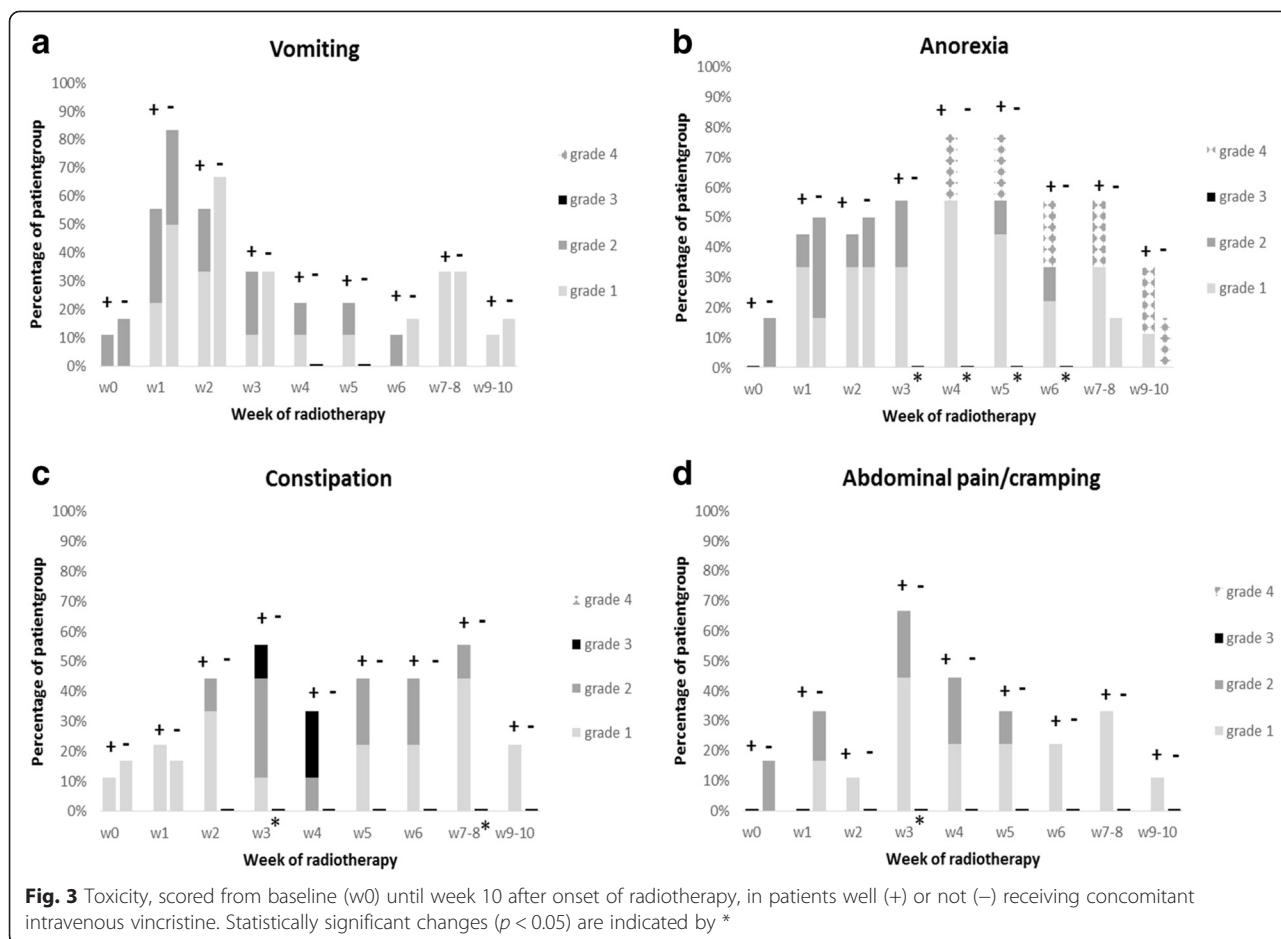 a
Vomiting
Percentage of patientgroup
100%
90%
80%
70%
60%
50%
40%
30%
20%
10%
0%
+ -
+ -
+ -
+ -
+ -
+ -
+ -
+ -
+ -
w0 w1 w2 w3 w4 w5 w6 w7-8 w9-10
Week of radiotherapy
grade 4
grade 3
grade 2
grade 1
b
Anorexia
Percentage of patientgroup
100%
90%
80%
70%
60%
50%
40%
30%
20%
10%
0%
+ -
+ -
+ -
+ -
+ -
+ -
+ -
+ -
+ -
w0 w1 w2 w3 * w4 * w5 * w6 * w7-8 w9-10
Week of radiotherapy
grade 4
grade 3
grade 2
grade 1
c
Constipation
Percentage of patientgroup
100%
90%
80%
70%
60%
50%
40%
30%
20%
10%
0%
+ -
+ -
+ -
+ -
+ -
+ -
+ -
+ -
+ -
w0 w1 w2 w3 * w4 w5 w6 w7-8 * w9-10
Week of radiotherapy
grade 4
grade 3
grade 2
grade 1
d
Abdominal pain/cramping
Percentage of patientgroup
100%
90%
80%
70%
60%
50%
40%
30%
20%
10%
0%
+ -
+ -
+ -
+ -
+ -
+ -
+ -
+ -
+ -
w0 w1 w2 w3 * w4 w5 w6 w7-8 w9-10
Week of radiotherapy
grade 4
grade 3
grade 2
grade 1
Fig. 3 Toxicity, scored from baseline (w0) until week 10 after onset of radiotherapy, in patients well (+) or not (−) receiving concomitant
intravenous vincristine. Statistically significant changes (p < 0.05) are indicated by *